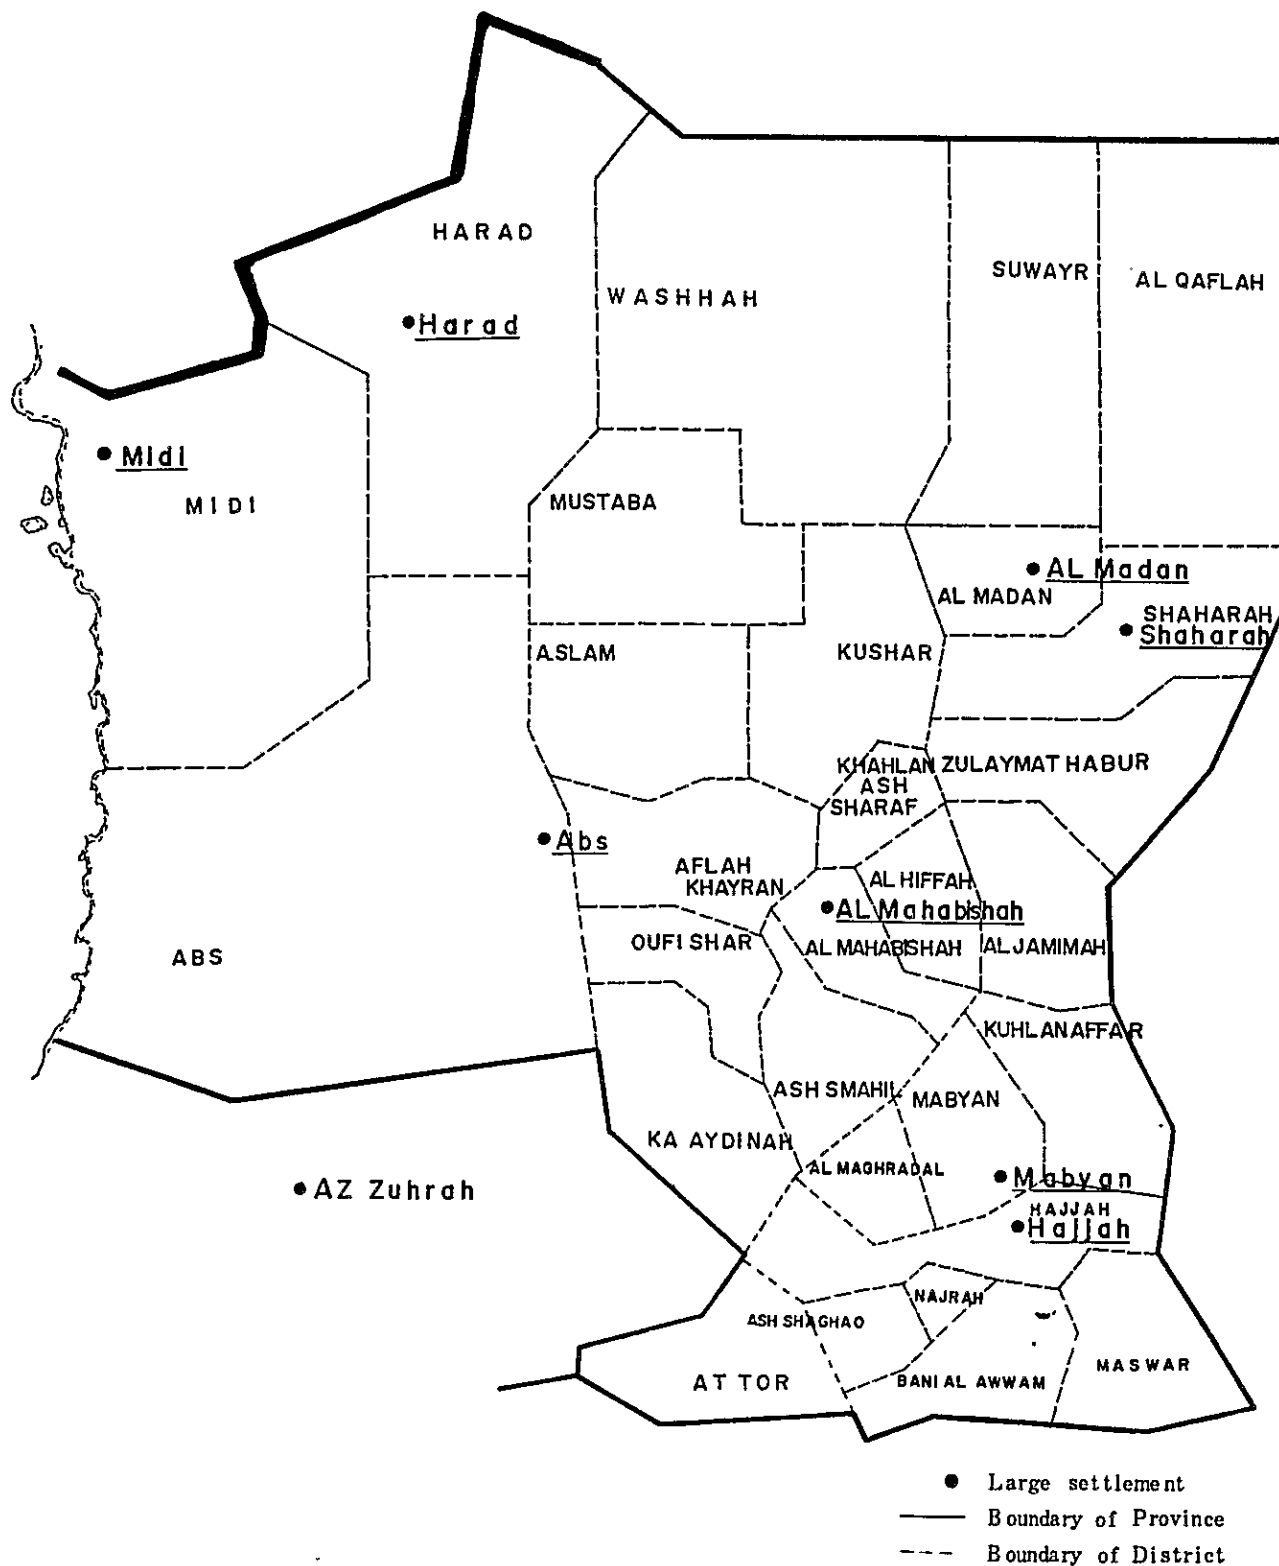 HARAD
SUWAYR
AL QAFLAH
WASHHAH
Harad
Midi
MIDI
MUSTABA
AL Madan
AL MADAN
SHAHARAH
Shaharah
ASLAM
KUSHAR
KHAHLAN
ASH
SHARAF
ZULAYMAT HABUR
Abs
AFLAH
KHAYRAN
AL HIFFAH
AL Mahabishah
OUFI SHAR
AL MAHABISHAH
AL JAMIMAH
ABS
KUHLANAFFAR
ASH SMAHIL
MABYAN
KA AYDINAH
AL MAGHRADAL
AZ Zuhrah
Mabyan
HAJJAH
Hajjah
NAJRAH
ASH SHAGHAO
MASWAR
AT TOR
BANI AL AWWAM
Large settlement
Boundary of Province
Boundary of District